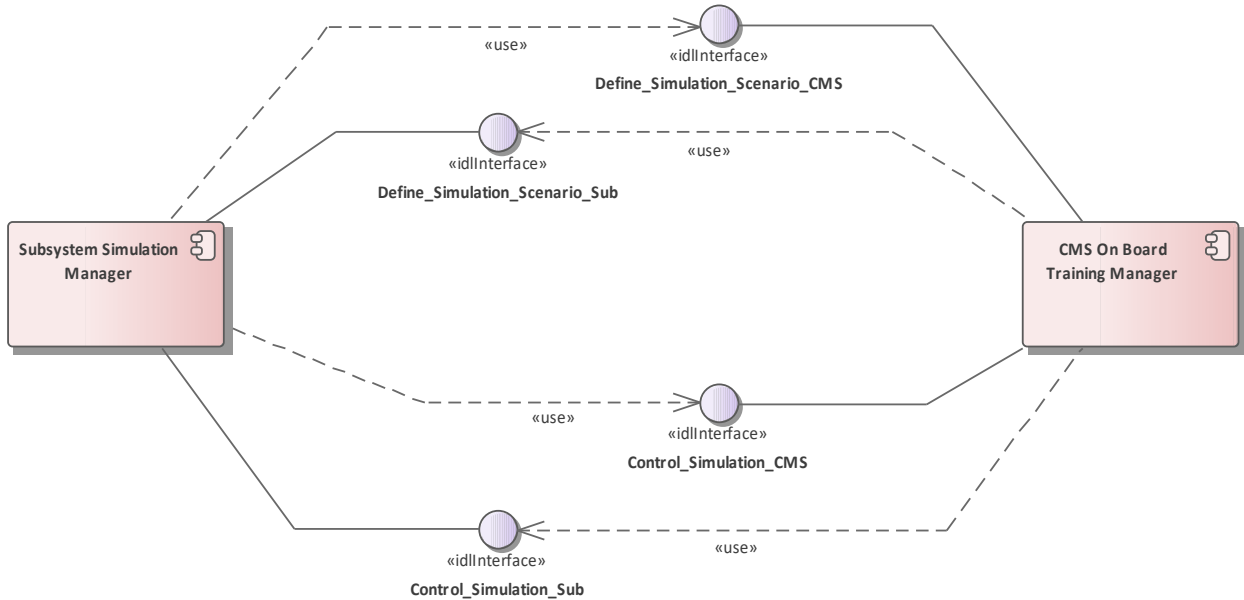 «use»
«idlInterface»
Define_Simulation_Scenario_CMS
«use»
«idlInterface»
Define_Simulation_Scenario_Sub
Subsystem Simulation
Manager
CMS On Board
Training Manager
«use»
«idlInterface»
Control_Simulation_CMS
«use»
«idlInterface»
Control_Simulation_Sub